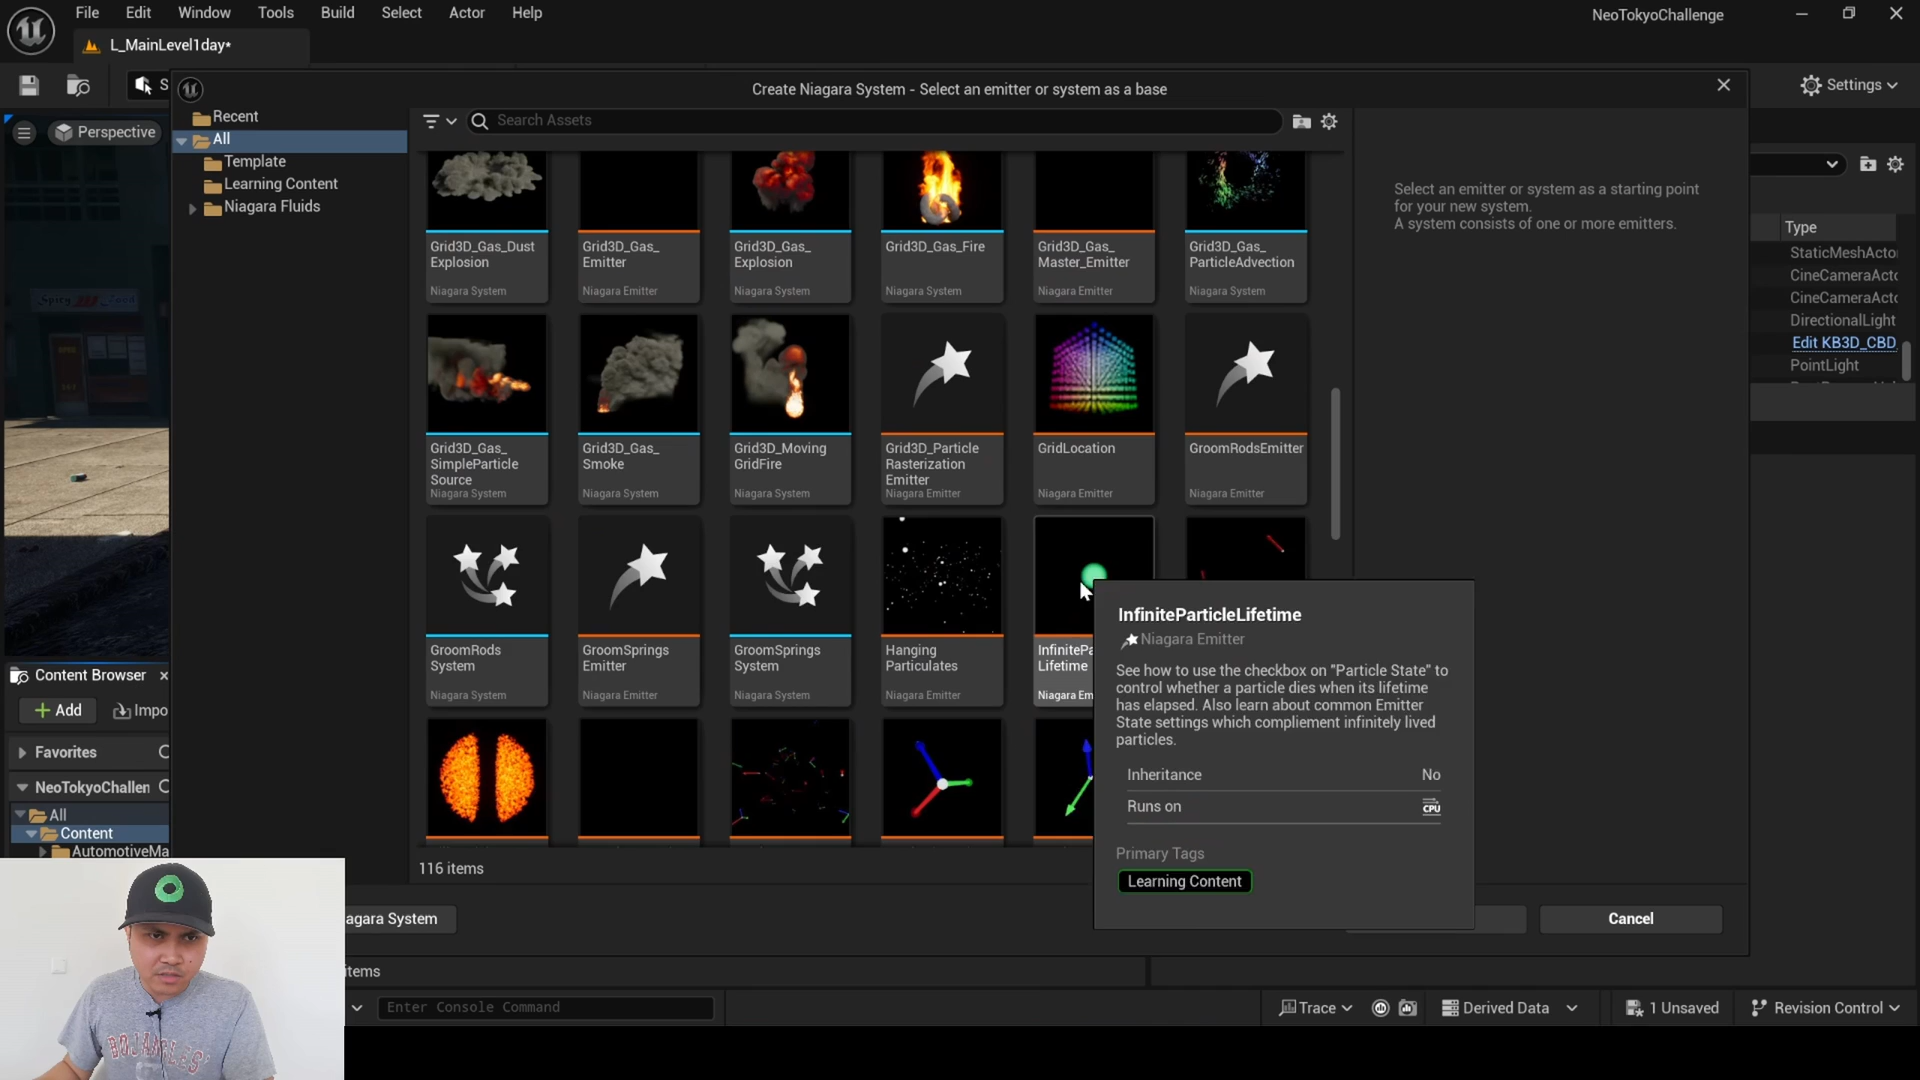 File Edit Window Tools Build Select Actor Help
NeoTokyoChallenge
L_MainLevel1day*
S
Settings
Create Niagara System - Select an emitter or system as a base
Perspective
Recent
All
Template
Learning Content
Niagara Fluids
Search Assets
Select an emitter or system as a starting point
for your new system.
A system consists of one or more emitters.
Type
StaticMeshActo
CineCameraActo
CineCameraActo
DirectionalLight
Edit KB3D_CBD
PointLight
Grid3D_Gas_Dust
Explosion
Niagara System
Grid3D_Gas_
Emitter
Niagara Emitter
Grid3D_Gas_
Explosion
Niagara System
Grid3D_Gas_Fire
Niagara System
Grid3D_Gas_
Master_Emitter
Niagara Emitter
Grid3D_Gas_
ParticleAdvection
Niagara System
Grid3D_Gas_
SimpleParticle
Source
Niagara System
Grid3D_Gas_
Smoke
Niagara System
Grid3D_Moving
GridFire
Niagara System
Grid3D_Particle
Rasterization
Emitter
Niagara Emitter
GridLocation
Niagara Emitter
GroomRodsEmitter
Niagara Emitter
GroomRods
System
Niagara System
GroomSprings
Emitter
Niagara Emitter
GroomSprings
System
Niagara System
Hanging
Particulates
Niagara Emitter
InfinitePa
Lifetime
Niagara Em
InfiniteParticleLifetime
Niagara Emitter
See how to use the checkbox on "Particle State" to
control whether a particle dies when its lifetime
has elapsed. Also learn about common Emitter
State settings which compliement infinitely lived
particles.
Inheritance No
Runs on CPU
Primary Tags
Learning Content
116 items
agara System
Cancel
Content Browser
Add
Impo
Favorites
NeoTokyoChallen
All
Content
AutomotiveMa
items
Enter Console Command
Trace
Derived Data
1 Unsaved
Revision Control